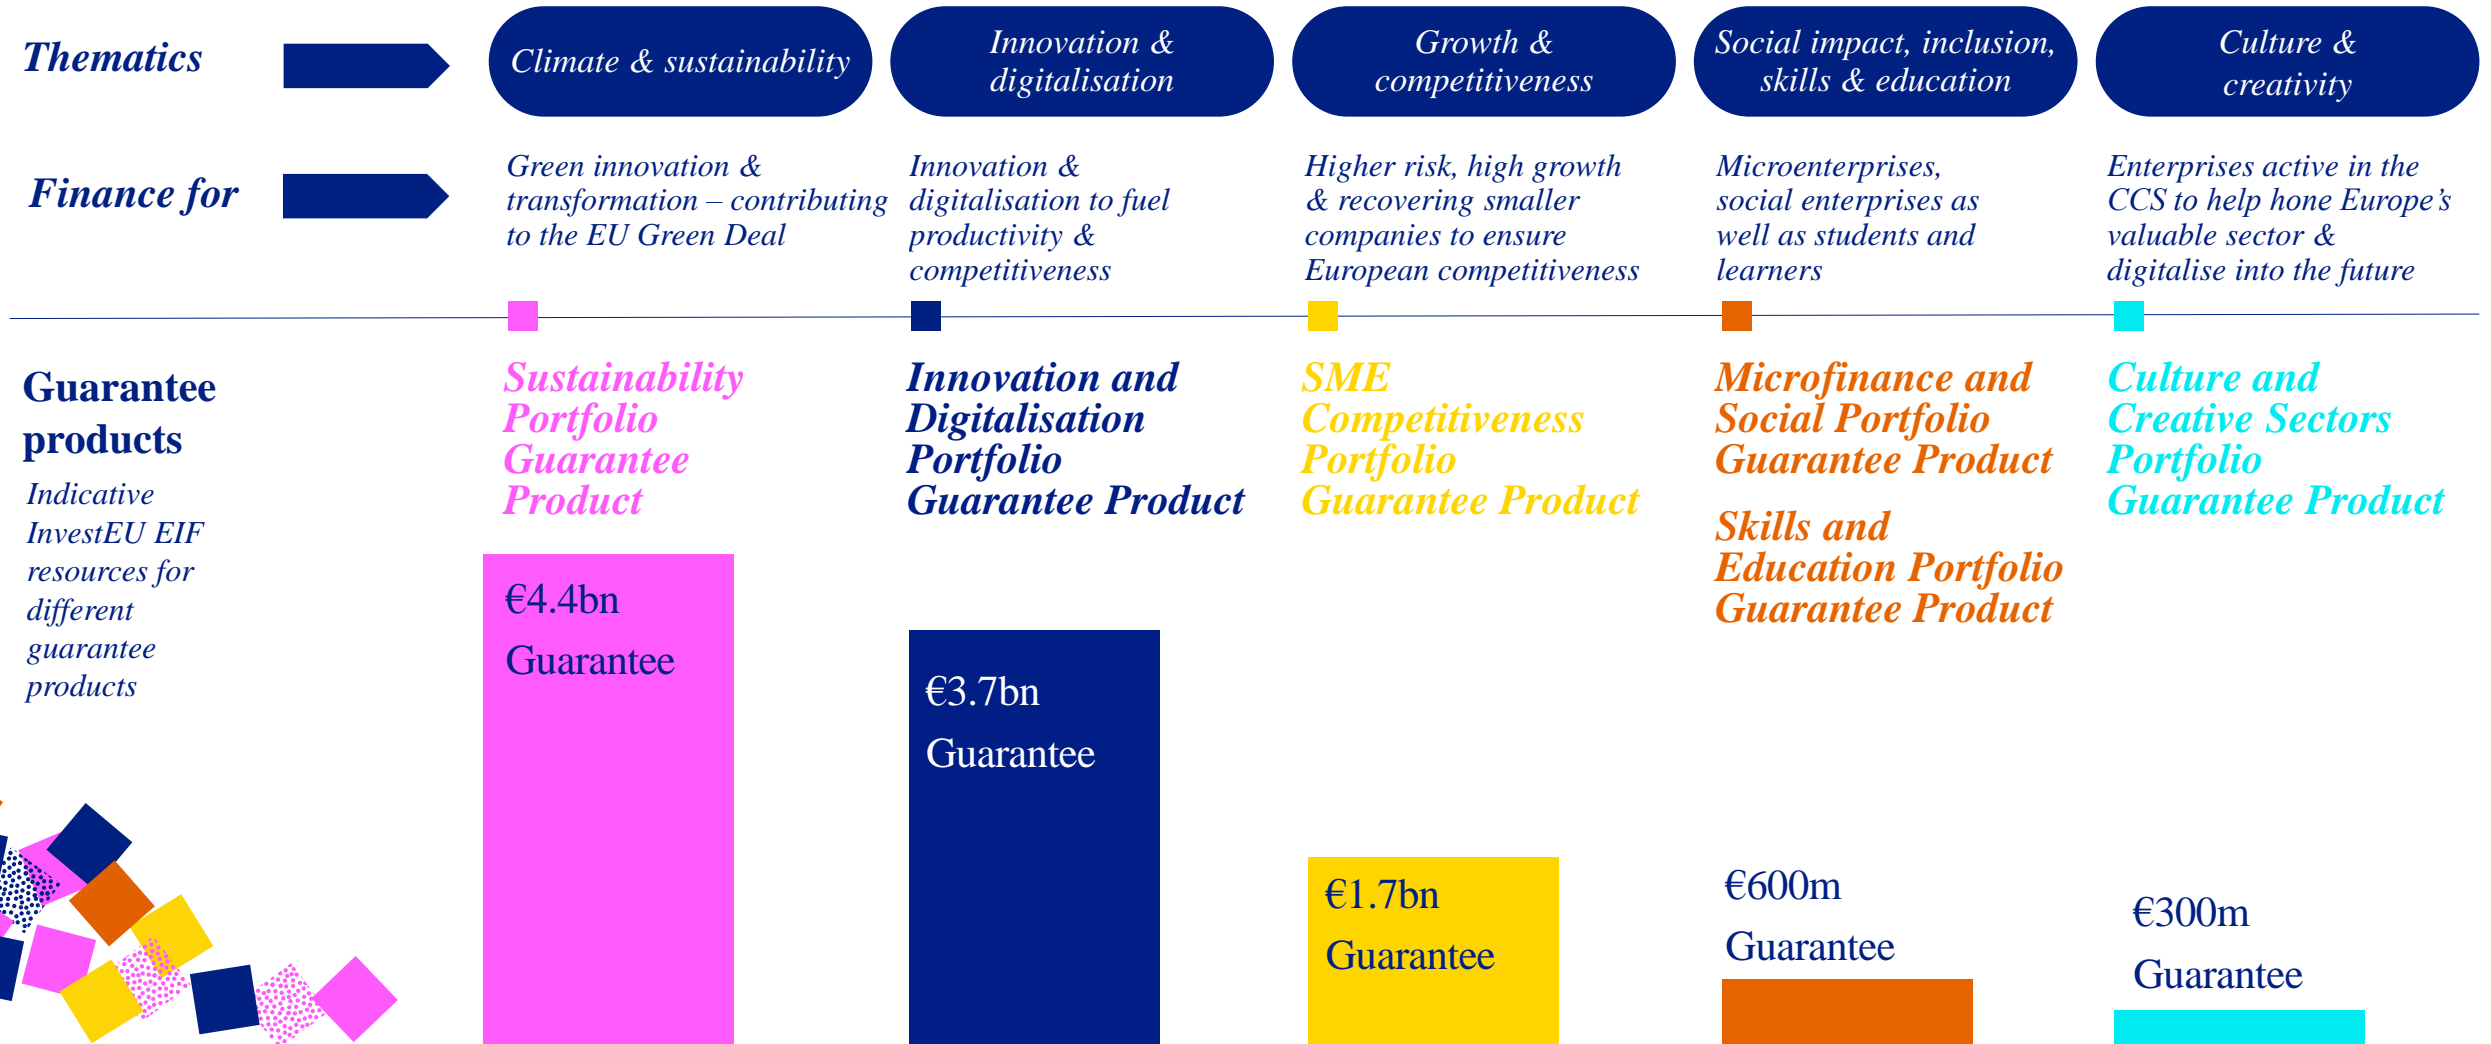 Thematics
Climate & sustainability
Innovation &
digitalisation
Growth &
competitiveness
Social impact, inclusion,
skills & education
Culture &
creativity
Finance for
Green innovation &
transformation – contributing
to the EU Green Deal
Innovation &
digitalisation to fuel
productivity &
competitiveness
Higher risk, high growth
& recovering smaller
companies to ensure
European competitiveness
Microenterprises,
social enterprises as
well as students and
learners
Enterprises active in the
CCS to help hone Europe’s
valuable sector &
digitalise into the future
Guarantee
products
Indicative
InvestEU EIF
resources for
different
guarantee
products
Sustainability
Portfolio
Guarantee
Product
€4.4bn
Guarantee
Innovation and
Digitalisation
Portfolio
Guarantee Product
€3.7bn
Guarantee
SME
Competitiveness
Portfolio
Guarantee Product
€1.7bn
Guarantee
Microfinance and
Social Portfolio
Guarantee Product
Skills and
Education Portfolio
Guarantee Product
€600m
Guarantee
Culture and
Creative Sectors
Portfolio
Guarantee Product
€300m
Guarantee